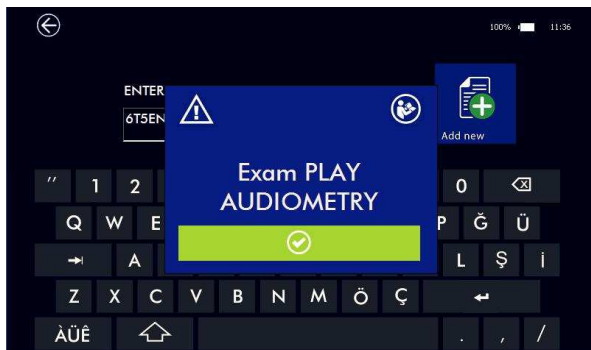 100% 11:36
ENTER
6T5EN
Add new
Exam PLAY
AUDIOMETRY
″ 1 2 0
Q W E P Ğ Ü
A L Ş İ
Z X C V B N M Ö Ç
ÀÜÊ . , /